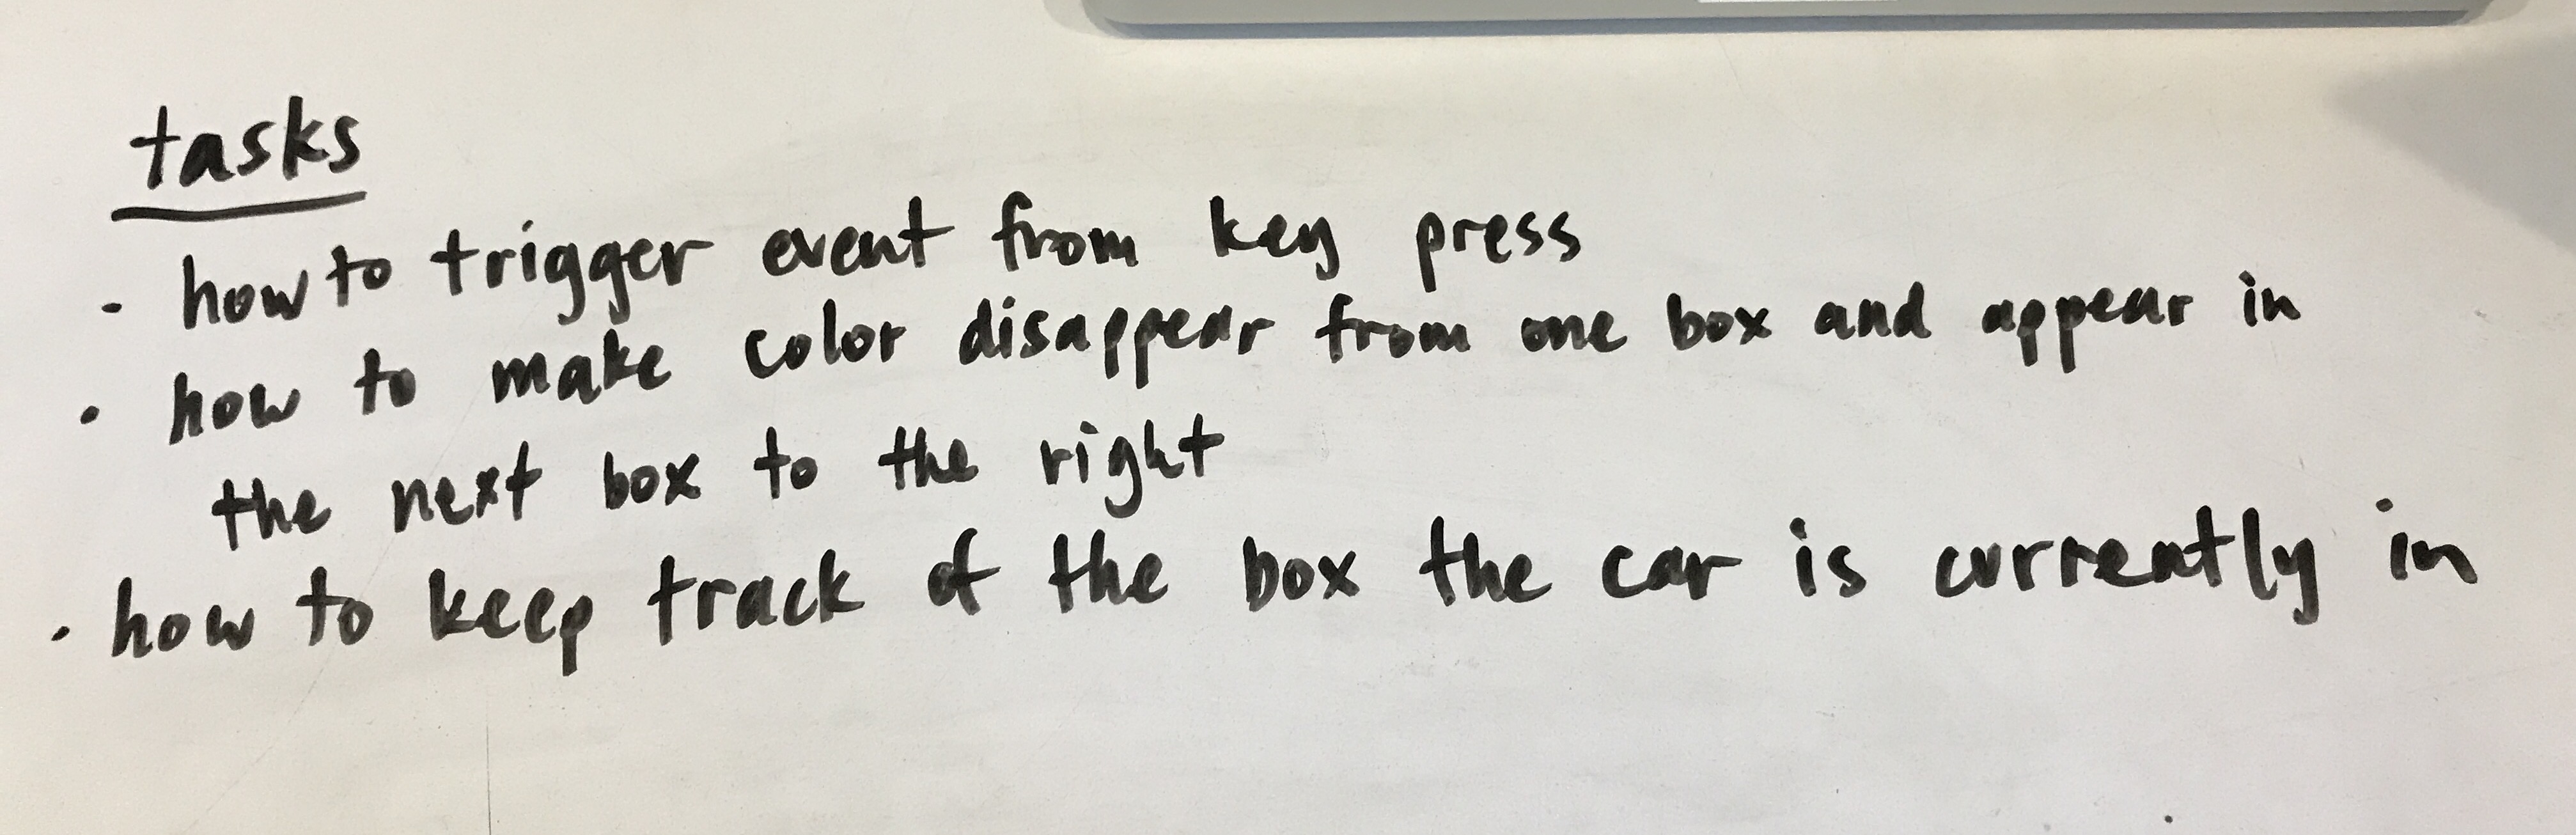 tasks
- how to trigger event from key press
• how to make color disappear from one box and appear in
the next box to the right
• how to keep track of the box the car is currently in